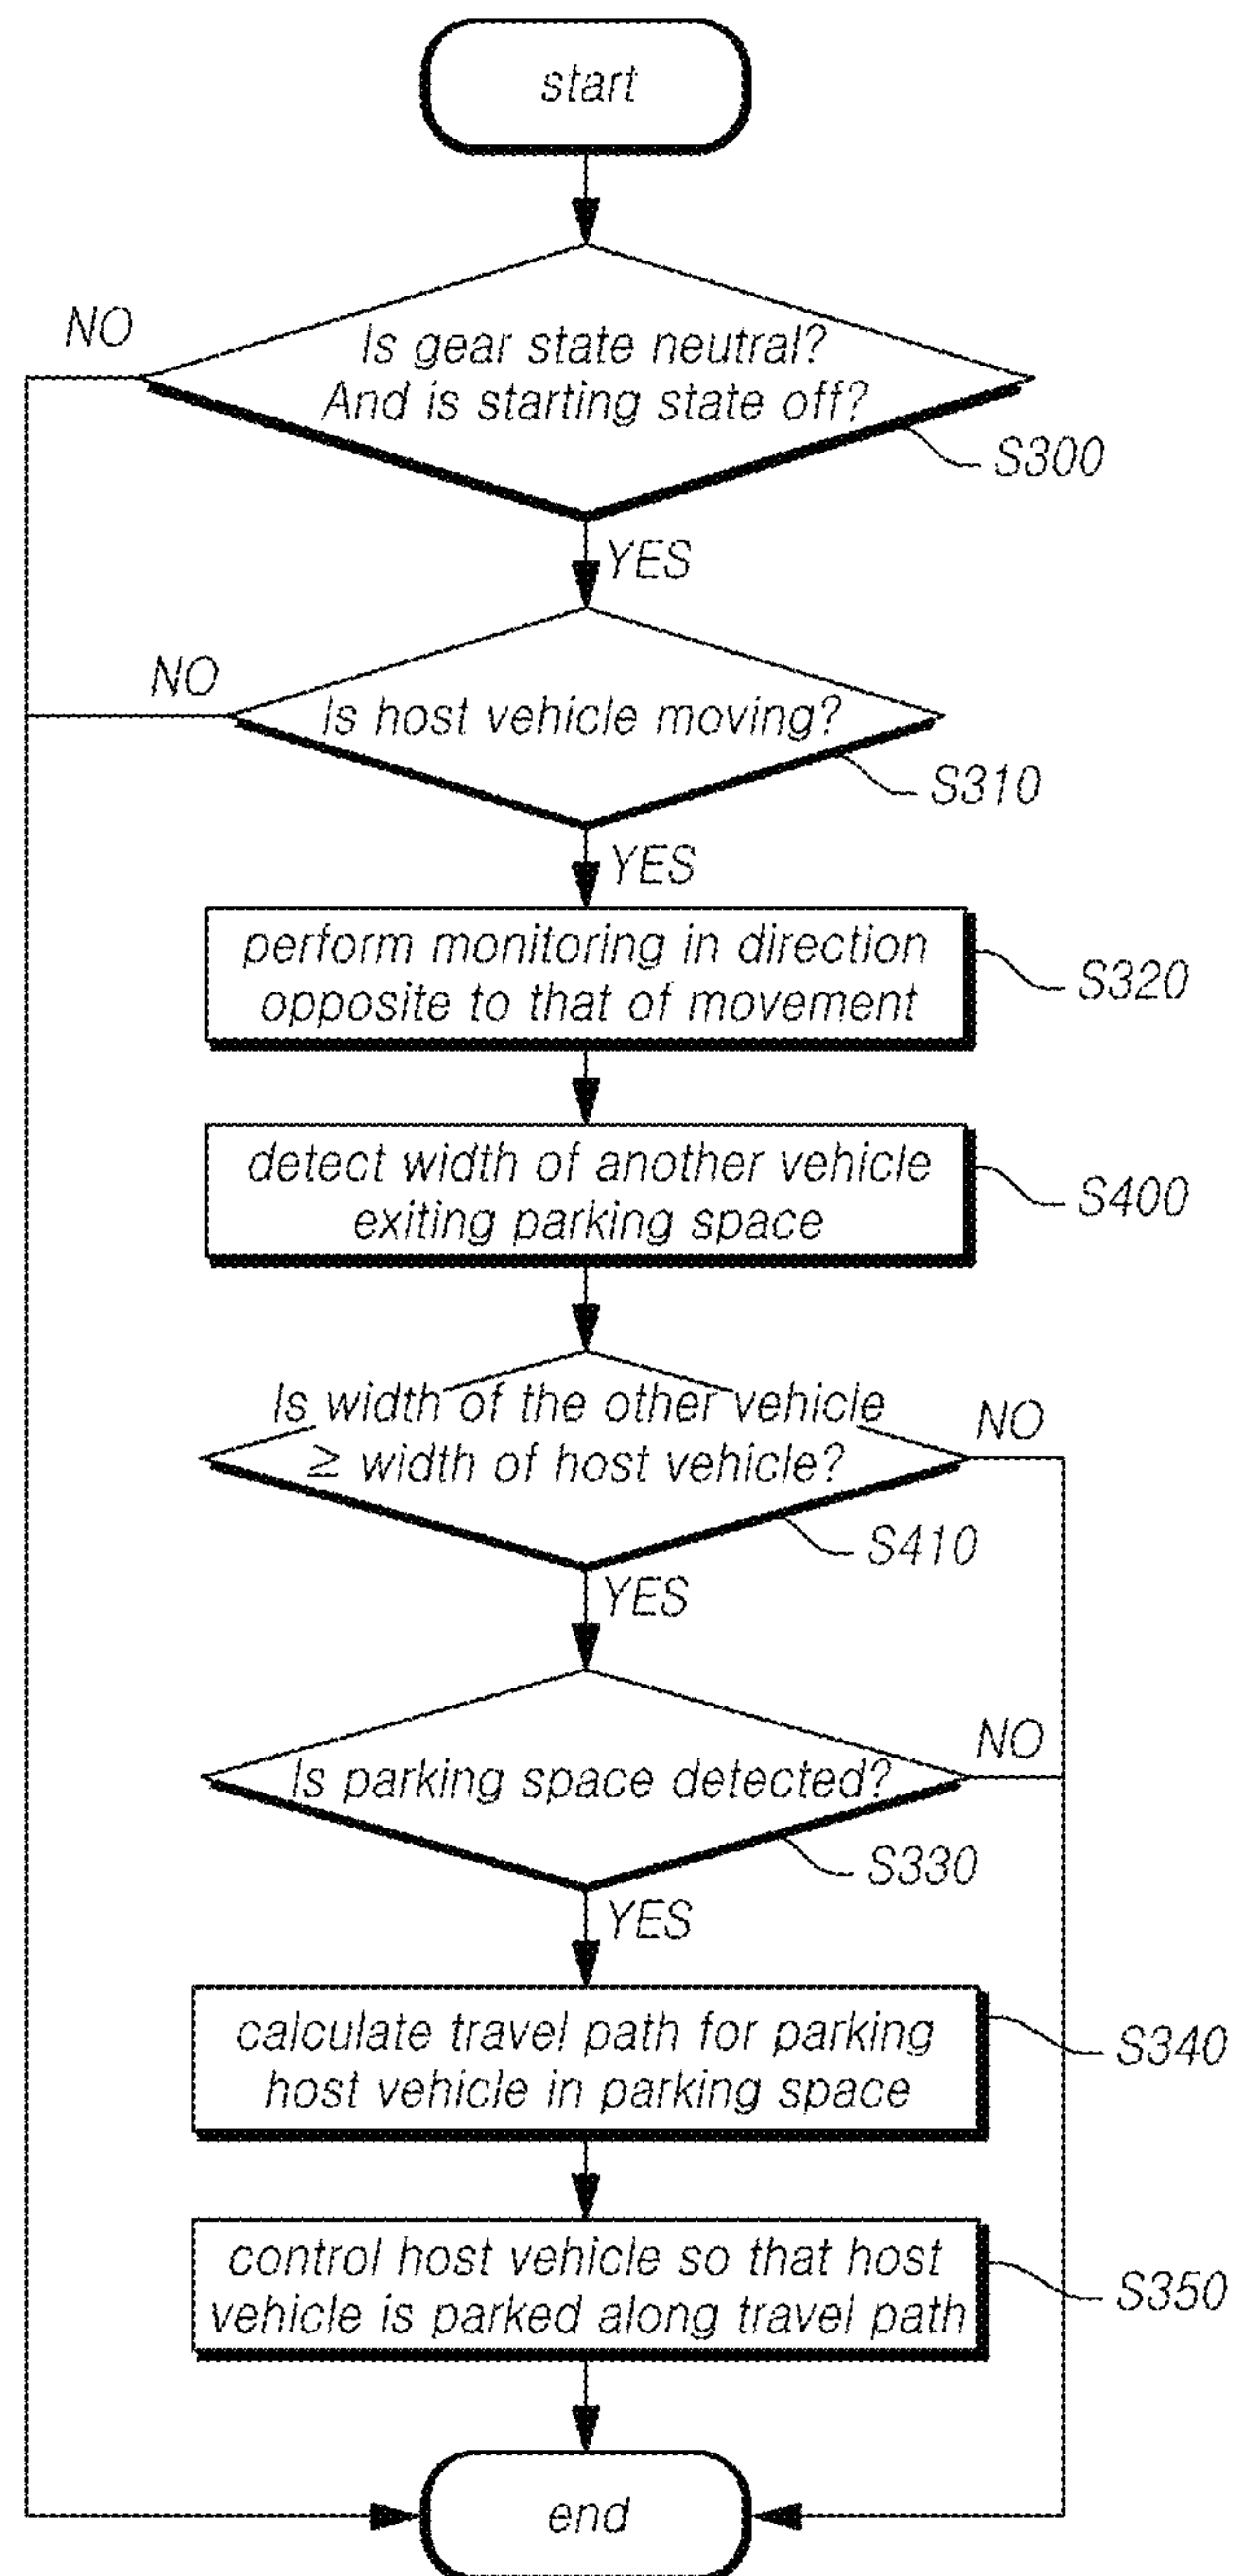 start
NO
Is gear state neutral?
And is starting state off?
S300
YES
NO
Is host vehicle moving?
S310
YES
perform monitoring in direction
opposite to that of movement
S320
detect width of another vehicle
exiting parking space
S400
Is width of the other vehicle
≥ width of host vehicle?
NO
S410
YES
NO
Is parking space detected?
S330
YES
calculate travel path for parking
host vehicle in parking space
S340
control host vehicle so that host
vehicle is parked along travel path
S350
end